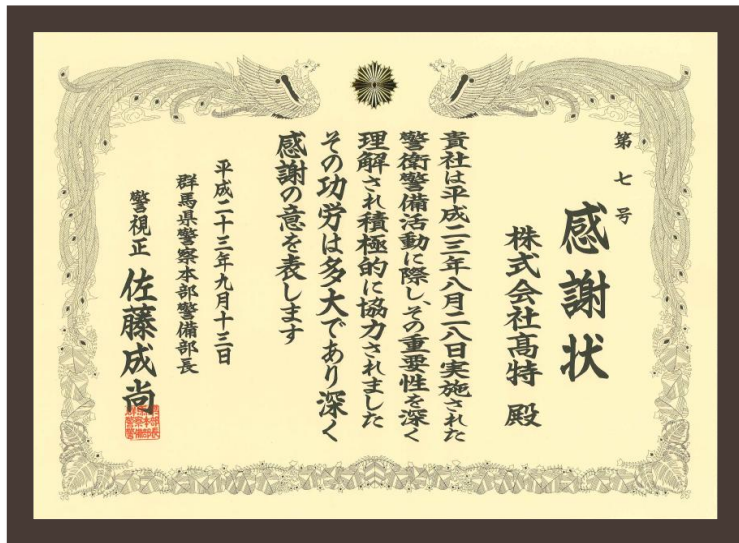 第七号
感謝状
株式会社高特 殿
貴社は平成二三年八月二八日実施された
警衛警備活動に際し、その重要性を深く
理解され積極的に協力されました
その功労は多大であり深く
感謝の意を表します
平成二十三年九月十三日
群馬県警察本部警備部長
警視正 佐藤成尚